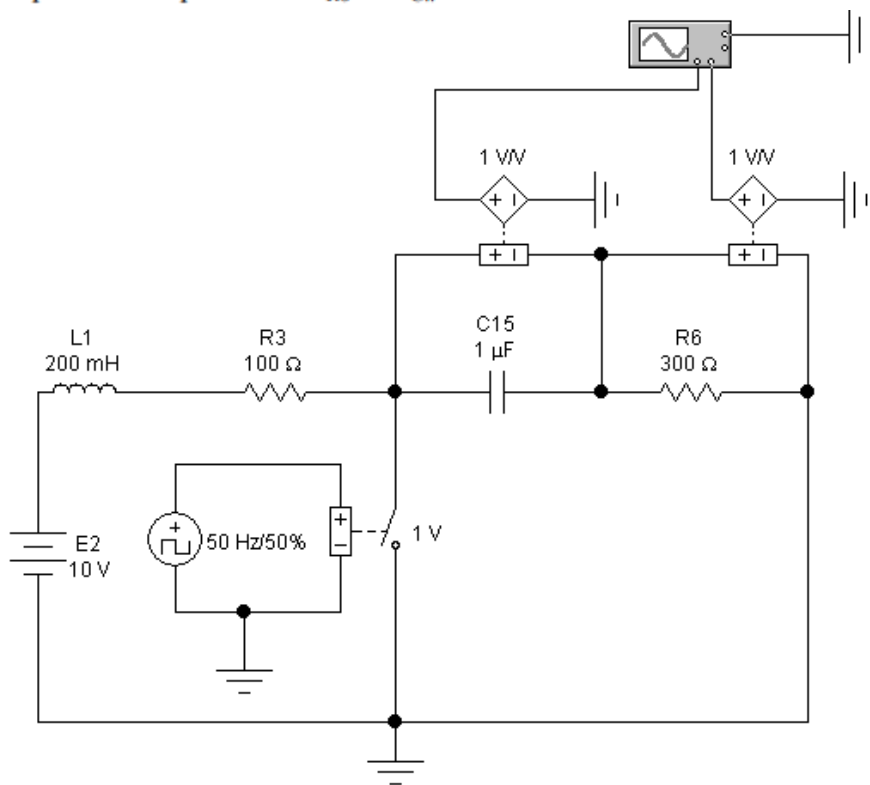 1 V/V
1 V/V
L1
200 mH
R3
100 Ω
C15
1 µF
R6
300 Ω
50 Hz/50%
1 V
E2
10 V